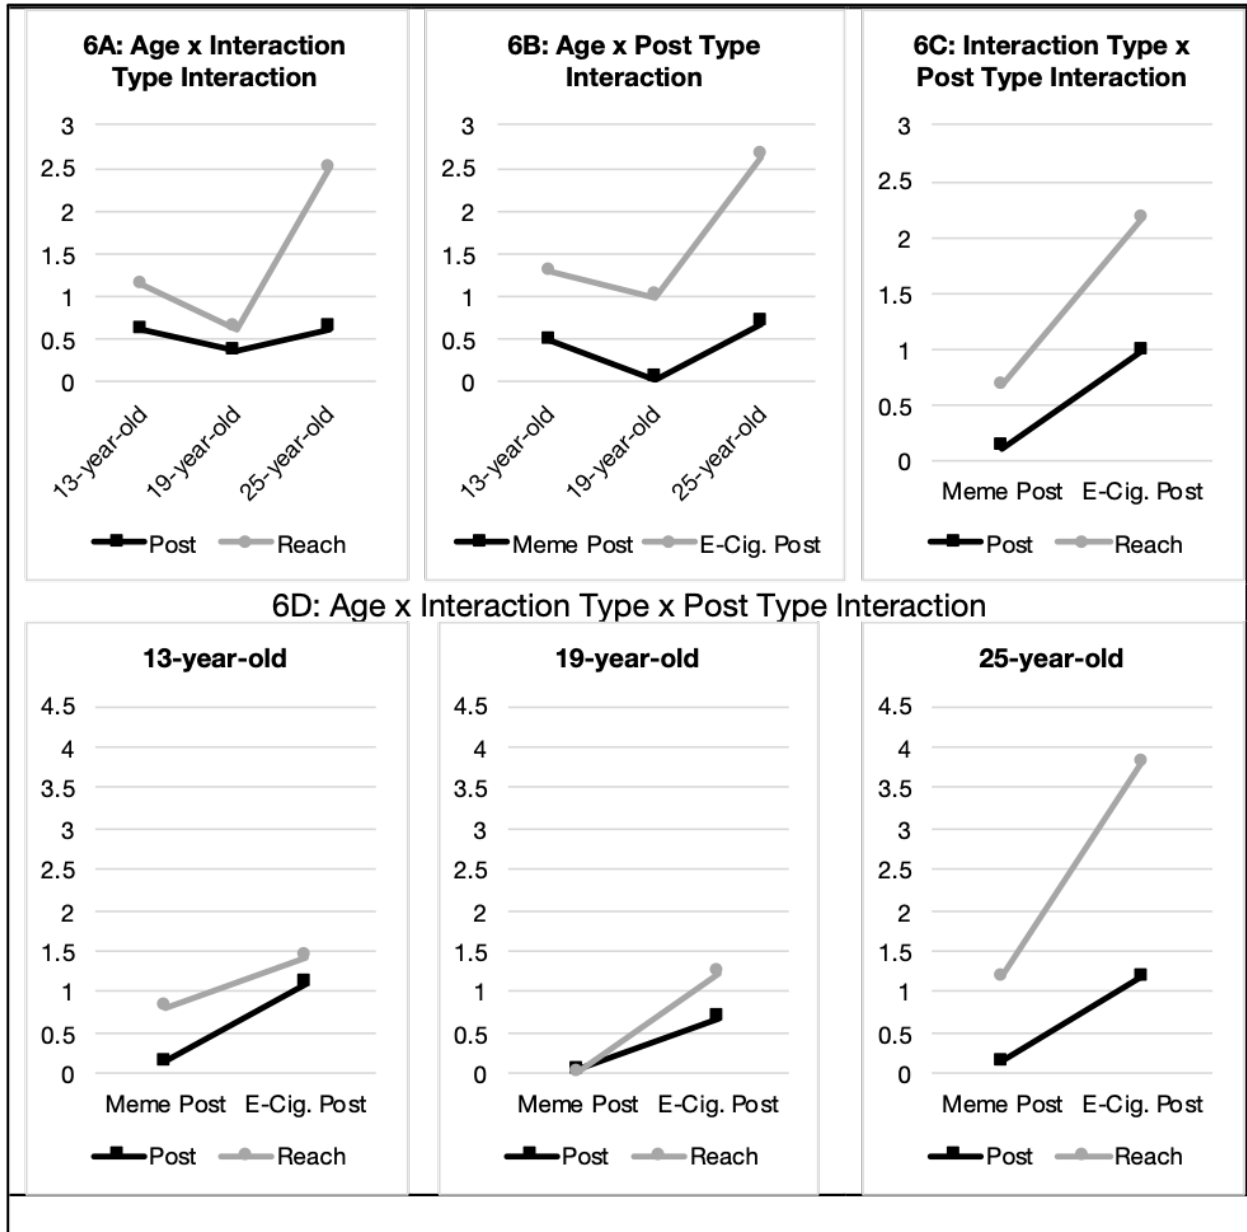 6A: Age x Interaction
Type Interaction
3
2.5
2
1.5
1
0.5
0
13-year-old
19-year-old
25-year-old
Post Reach
6B: Age x Post Type
Interaction
3
2.5
2
1.5
1
0.5
0
13-year-old
19-year-old
25-year-old
Meme Post E-Cig. Post
6C: Interaction Type x
Post Type Interaction
3
2.5
2
1.5
1
0.5
0
Meme Post E-Cig. Post
Post Reach
6D: Age x Interaction Type x Post Type Interaction
13-year-old
4.5
4
3.5
3
2.5
2
1.5
1
0.5
0
Meme Post E-Cig. Post
Post Reach
19-year-old
4.5
4
3.5
3
2.5
2
1.5
1
0.5
0
Meme Post E-Cig. Post
Post Reach
25-year-old
4.5
4
3.5
3
2.5
2
1.5
1
0.5
0
Meme Post E-Cig. Post
Post Reach